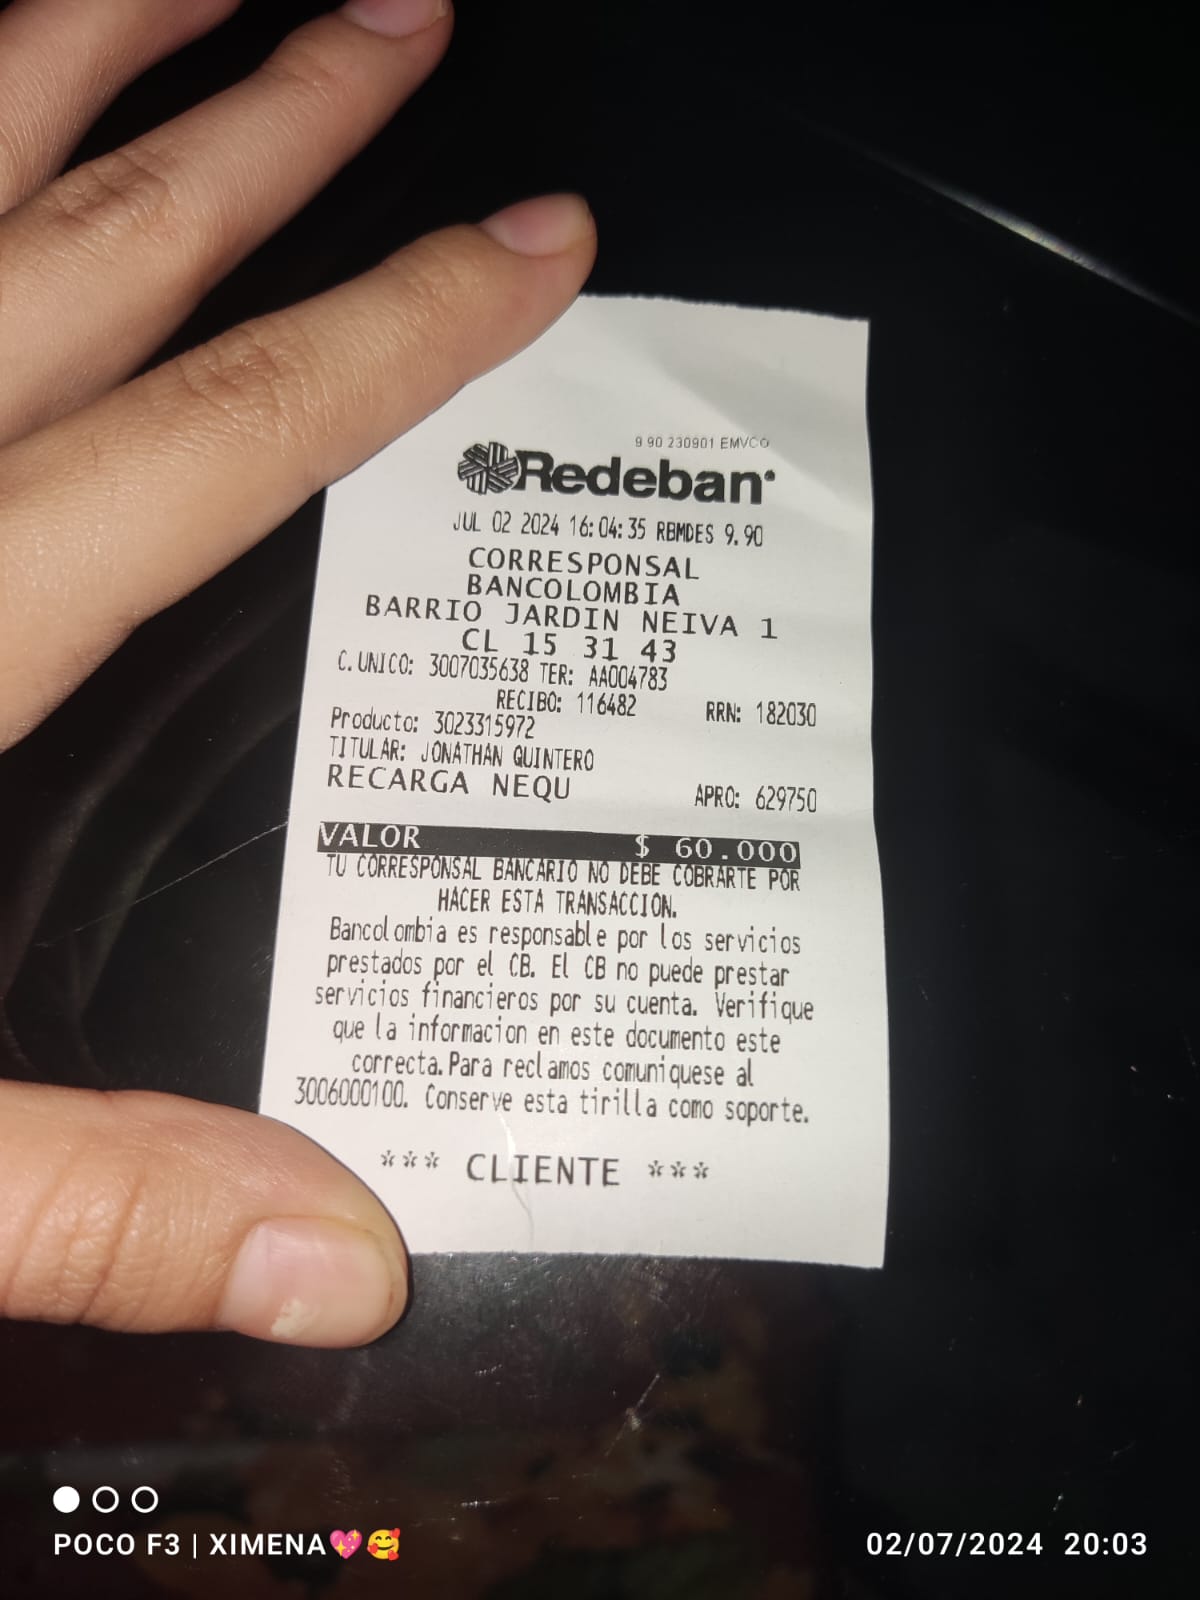 9 90 230901 EMVCO
Redeban
JUL 02 2024 16:04:35 RBMDES 9.90
CORRESPONSAL
BANCOLOMBIA
BARRIO JARDIN NEIVA 1
CL 15 31 43
C.UNICO: 3007035638 TER: AA004783
RECIBO: 116482 RRN: 182030
Producto: 3023315972
TITULAR: JONATHAN QUINTERO
RECARGA NEQU APRO: 629750
VALOR $ 60.000
TU CORRESPONSAL BANCARIO NO DEBE COBRARTE POR
HACER ESTA TRANSACCION.
Bancolombia es responsable por los servicios
prestados por el CB. El CB no puede prestar
servicios financieros por su cuenta. Verifique
que la informacion en este documento este
correcta.Para reclamos comuniquese al
3006000100. Conserve esta tirilla como soporte.
*** CLIENTE ***
POCO F3 | XIMENA💖🥰 02/07/2024 20:03